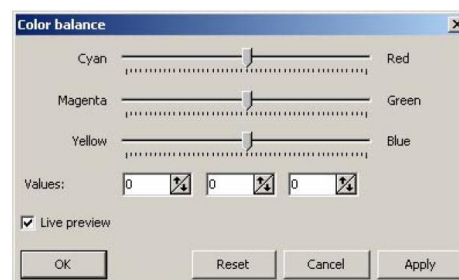 Color balance
Cyan Red
Magenta Green
Yellow Blue
Values: 0 0 0
Live preview
OK Reset Cancel Apply